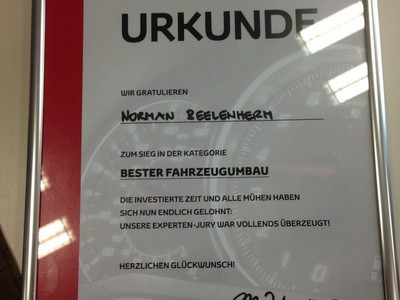 URKUNDE
WIR GRATULIEREN
NORMAN BEELENHERM
ZUM SIEG IN DER KATEGORIE
BESTER FAHRZEUGUMBAU
DIE INVESTIERTE ZEIT UND ALLE MÜHEN HABEN
SICH NUN ENDLICH GELOHNT:
UNSERE EXPERTEN-JURY WAR VOLLENDS ÜBERZEUGT!
HERZLICHEN GLÜCKWUNSCH!